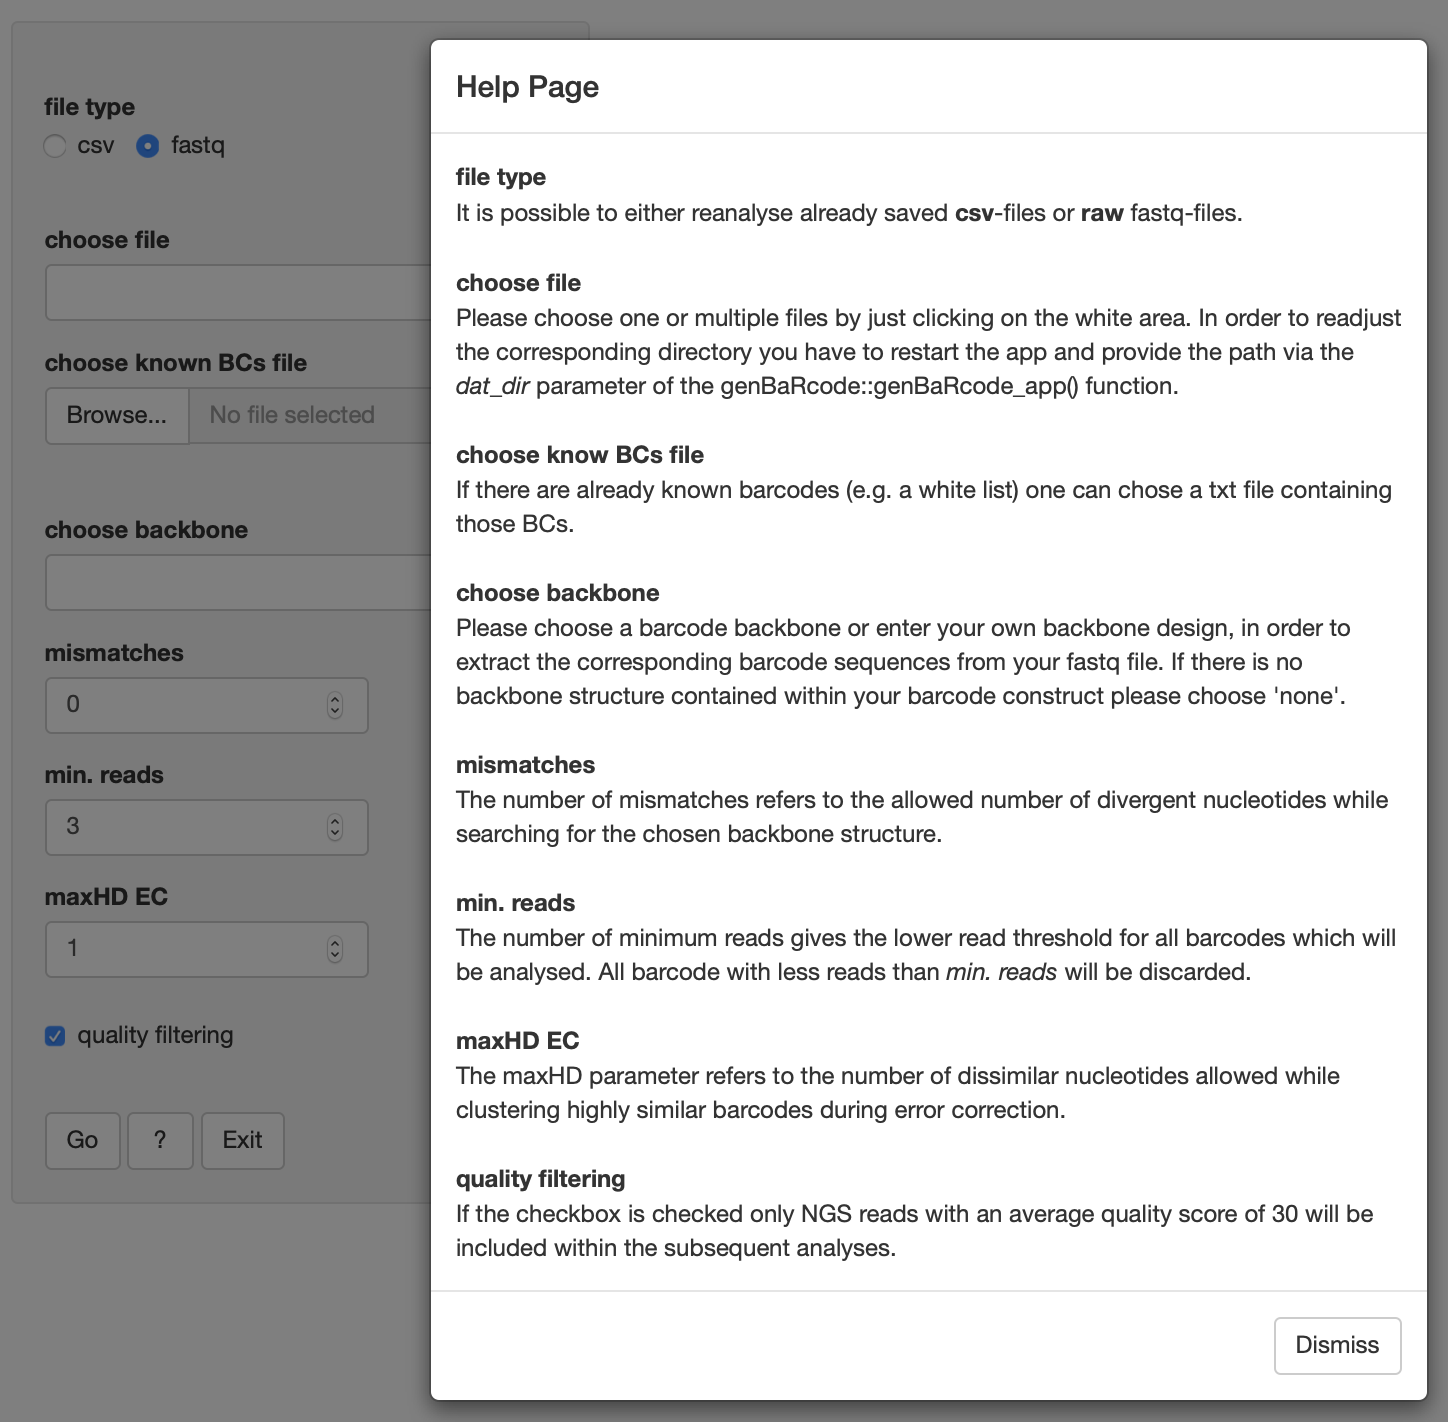 file type
csv fastq
choose file
choose known BCs file
Browse... No file selected
choose backbone
mismatches
0
min. reads
3
maxHD EC
1
quality filtering
Go ? Exit
Help Page
file type
It is possible to either reanalyse already saved csv-files or raw fastq-files.
choose file
Please choose one or multiple files by just clicking on the white area. In order to readjust
the corresponding directory you have to restart the app and provide the path via the
dat_dir parameter of the genBaRcode::genBaRcode_app() function.
choose know BCs file
If there are already known barcodes (e.g. a white list) one can chose a txt file containing
those BCs.
choose backbone
Please choose a barcode backbone or enter your own backbone design, in order to
extract the corresponding barcode sequences from your fastq file. If there is no
backbone structure contained within your barcode construct please choose 'none'.
mismatches
The number of mismatches refers to the allowed number of divergent nucleotides while
searching for the chosen backbone structure.
min. reads
The number of minimum reads gives the lower read threshold for all barcodes which will
be analysed. All barcode with less reads than min. reads will be discarded.
maxHD EC
The maxHD parameter refers to the number of dissimilar nucleotides allowed while
clustering highly similar barcodes during error correction.
quality filtering
If the checkbox is checked only NGS reads with an average quality score of 30 will be
included within the subsequent analyses.
Dismiss